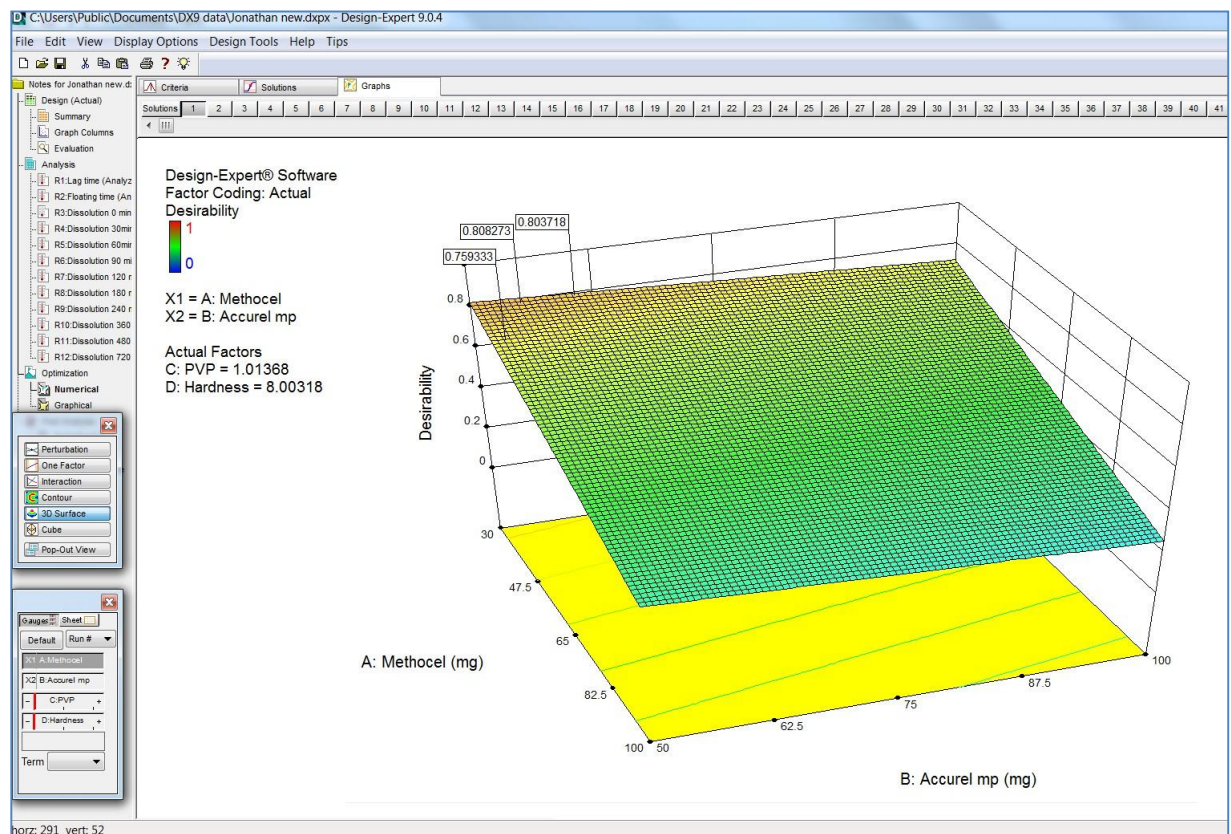 C:\Users\Public\Documents\DX9 data\Jonathan new.dxpx - Design-Expert 9.0.4
File Edit View Display Options Design Tools Help Tips
Notes for Jonathan new.d:
Design (Actual)
Summary
Graph Columns
Evaluation
Analysis
R1:Lag time (Analyz
R2:Floating time (An
R3:Dissolution 0 min
R4:Dissolution 30mir
R5:Dissolution 60mir
R6:Dissolution 90 mi
R7:Dissolution 120 r
R8:Dissolution 180 r
R9:Dissolution 240 r
R10:Dissolution 360
R11:Dissolution 480
R12:Dissolution 720
Optimization
Numerical
Graphical
Perturbation
One Factor
Interaction
Contour
3D Surface
Cube
Pop-Out View
Gauges Sheet
Default Run #
X1 A:Methocel
X2 B:Accurel mp
- C:PVP +
- D:Hardness +
Term
Criteria Solutions Graphs
Solutions 1 2 3 4 5 6 7 8 9 10 11 12 13 14 15 16 17 18 19 20 21 22 23 24 25 26 27 28 29 30 31 32 33 34 35 36 37 38 39 40 41
Design-Expert® Software
Factor Coding: Actual
Desirability
1
0
X1 = A: Methocel
X2 = B: Accurel mp
Actual Factors
C: PVP = 1.01368
D: Hardness = 8.00318
0.803718
0.808273
0.759333
0.8
0.6
0.4
0.2
0
Desirability
30
47.5
65
82.5
100
A: Methocel (mg)
50
62.5
75
87.5
100
B: Accurel mp (mg)
horz: 291 vert: 52